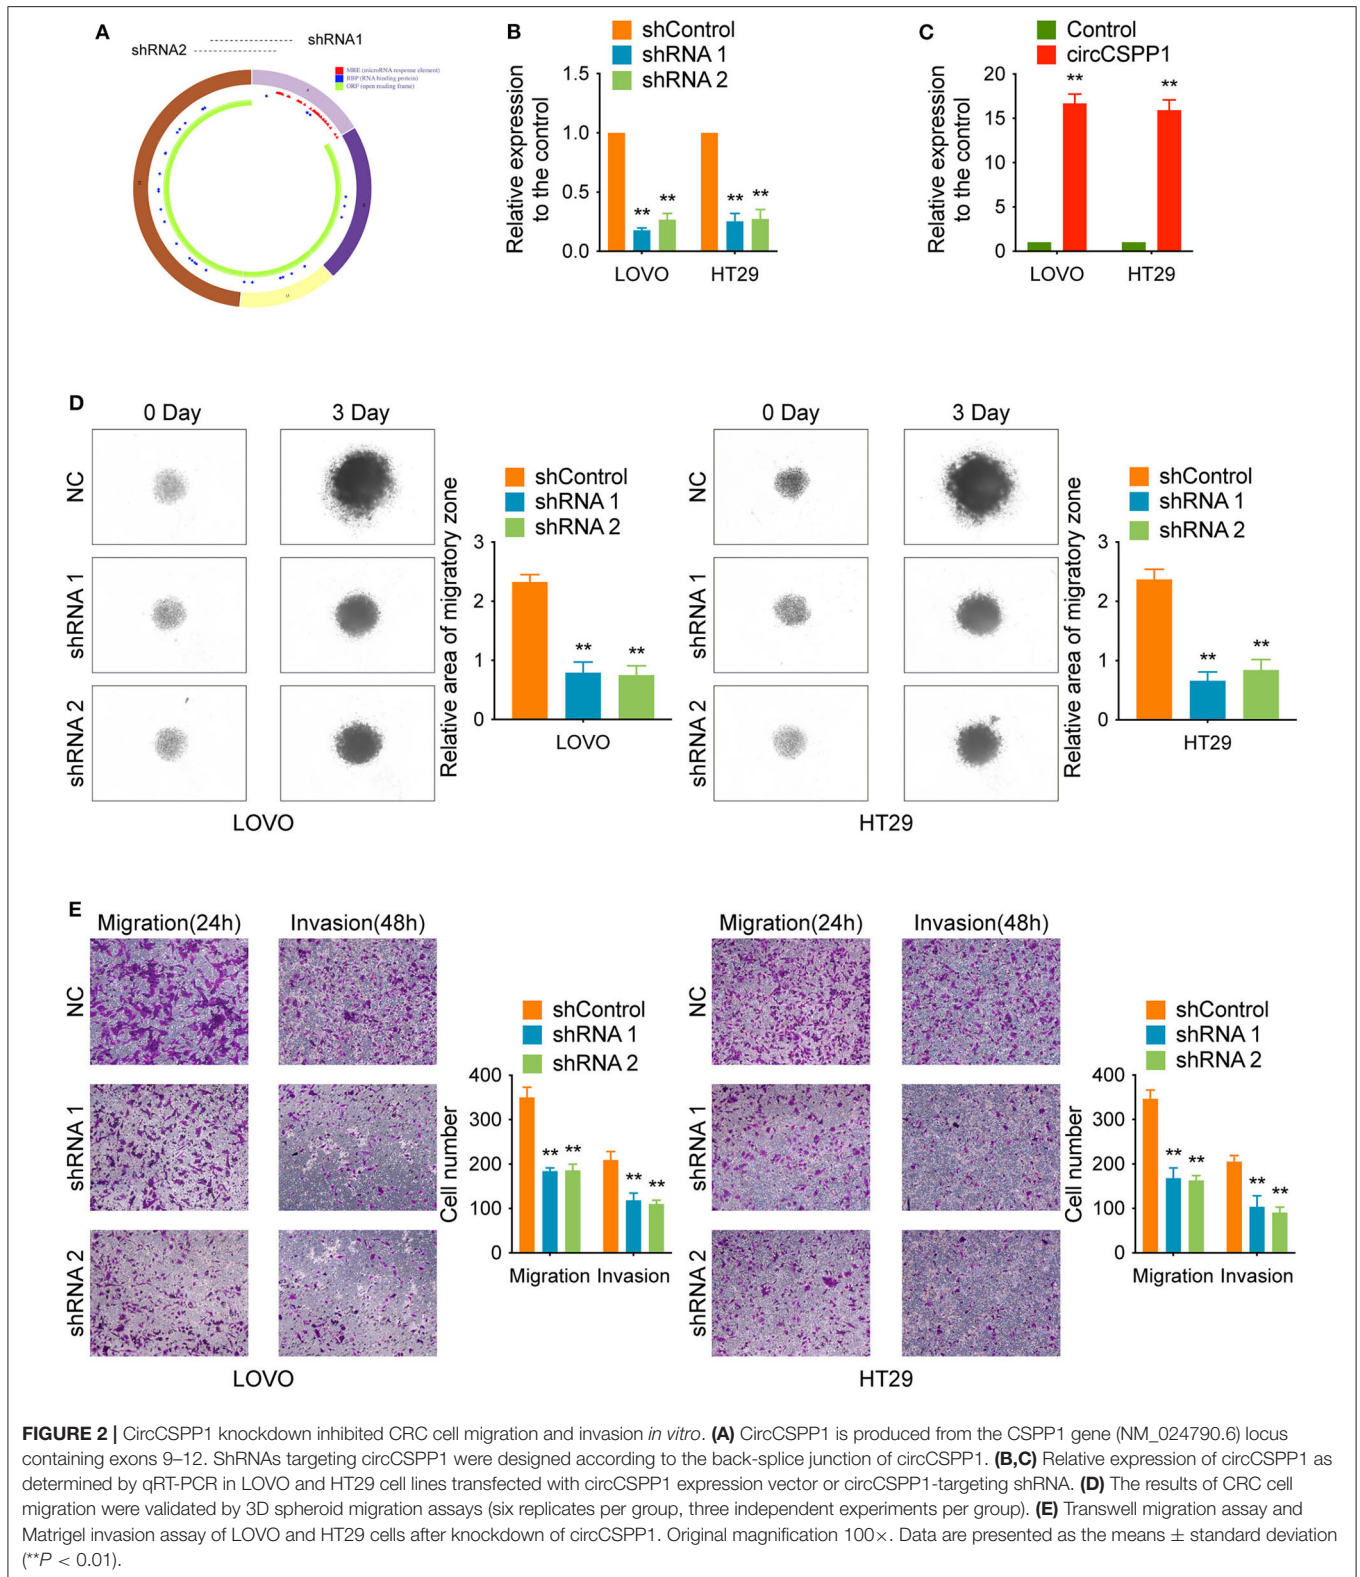 A
shRNA1
shRNA2
MRE (microRNA response element)
RBP (RNA binding protein)
ORF (open reading frame)
B
shControl
shRNA 1
shRNA 2
Relative expression
to the control
1.5
1.0
0.5
0.0
** ** ** **
LOVO HT29
C
Control
circCSPP1
Relative expression
to the control
20
15
10
5
0
** **
LOVO HT29
D
0 Day 3 Day
NC
shRNA 1
shRNA 2
LOVO
shControl
shRNA 1
shRNA 2
Relative area of migratory zone
3
2
1
0
** **
LOVO
0 Day 3 Day
NC
shRNA 1
shRNA 2
HT29
shControl
shRNA 1
shRNA 2
Relative area of migratory zone
3
2
1
0
** **
HT29
E
Migration(24h) Invasion(48h)
NC
shRNA 1
shRNA 2
LOVO
shControl
shRNA 1
shRNA 2
Cell number
400
300
200
100
0
** ** ** **
Migration Invasion
Migration(24h) Invasion(48h)
NC
shRNA 1
shRNA 2
HT29
shControl
shRNA 1
shRNA 2
Cell number
400
300
200
100
0
** ** ** **
Migration Invasion
FIGURE 2 | CircCSPP1 knockdown inhibited CRC cell migration and invasion in vitro. (A) CircCSPP1 is produced from the CSPP1 gene (NM_024790.6) locus
containing exons 9–12. ShRNAs targeting circCSPP1 were designed according to the back-splice junction of circCSPP1. (B,C) Relative expression of circCSPP1 as
determined by qRT-PCR in LOVO and HT29 cell lines transfected with circCSPP1 expression vector or circCSPP1-targeting shRNA. (D) The results of CRC cell
migration were validated by 3D spheroid migration assays (six replicates per group, three independent experiments per group). (E) Transwell migration assay and
Matrigel invasion assay of LOVO and HT29 cells after knockdown of circCSPP1. Original magnification 100×. Data are presented as the means ± standard deviation
(**P < 0.01).